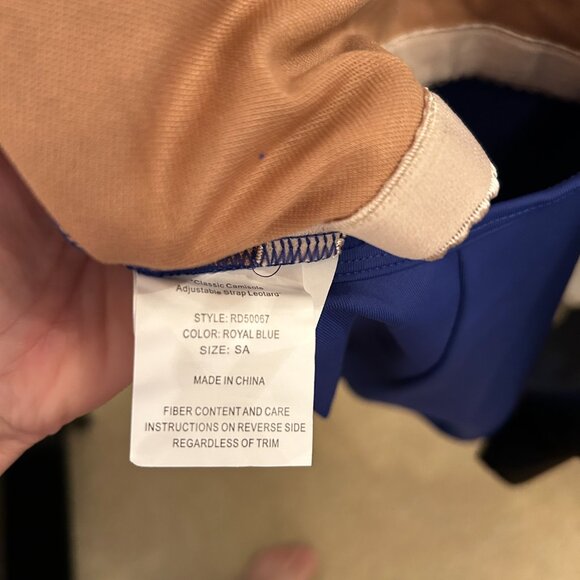 "Classic Camisole
Adjustable Strap Leotard"
STYLE: RD50067
COLOR: ROYAL BLUE
SIZE: SA
MADE IN CHINA
FIBER CONTENT AND CARE
INSTRUCTIONS ON REVERSE SIDE
REGARDLESS OF TRIM